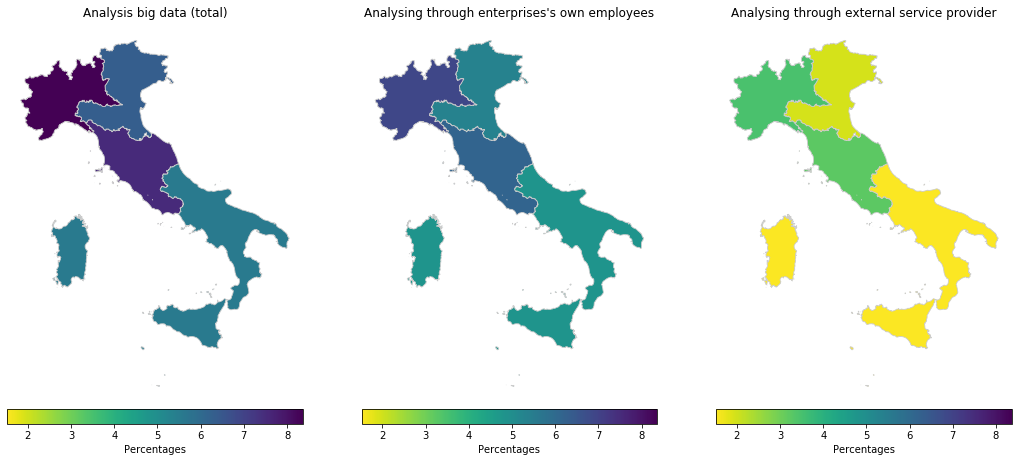 Analysis big data (total)
Analysing through enterprises's own employees
Analysing through external service provider
2 3 4 5 6 7 8
Percentages
2 3 4 5 6 7 8
Percentages
2 3 4 5 6 7 8
Percentages